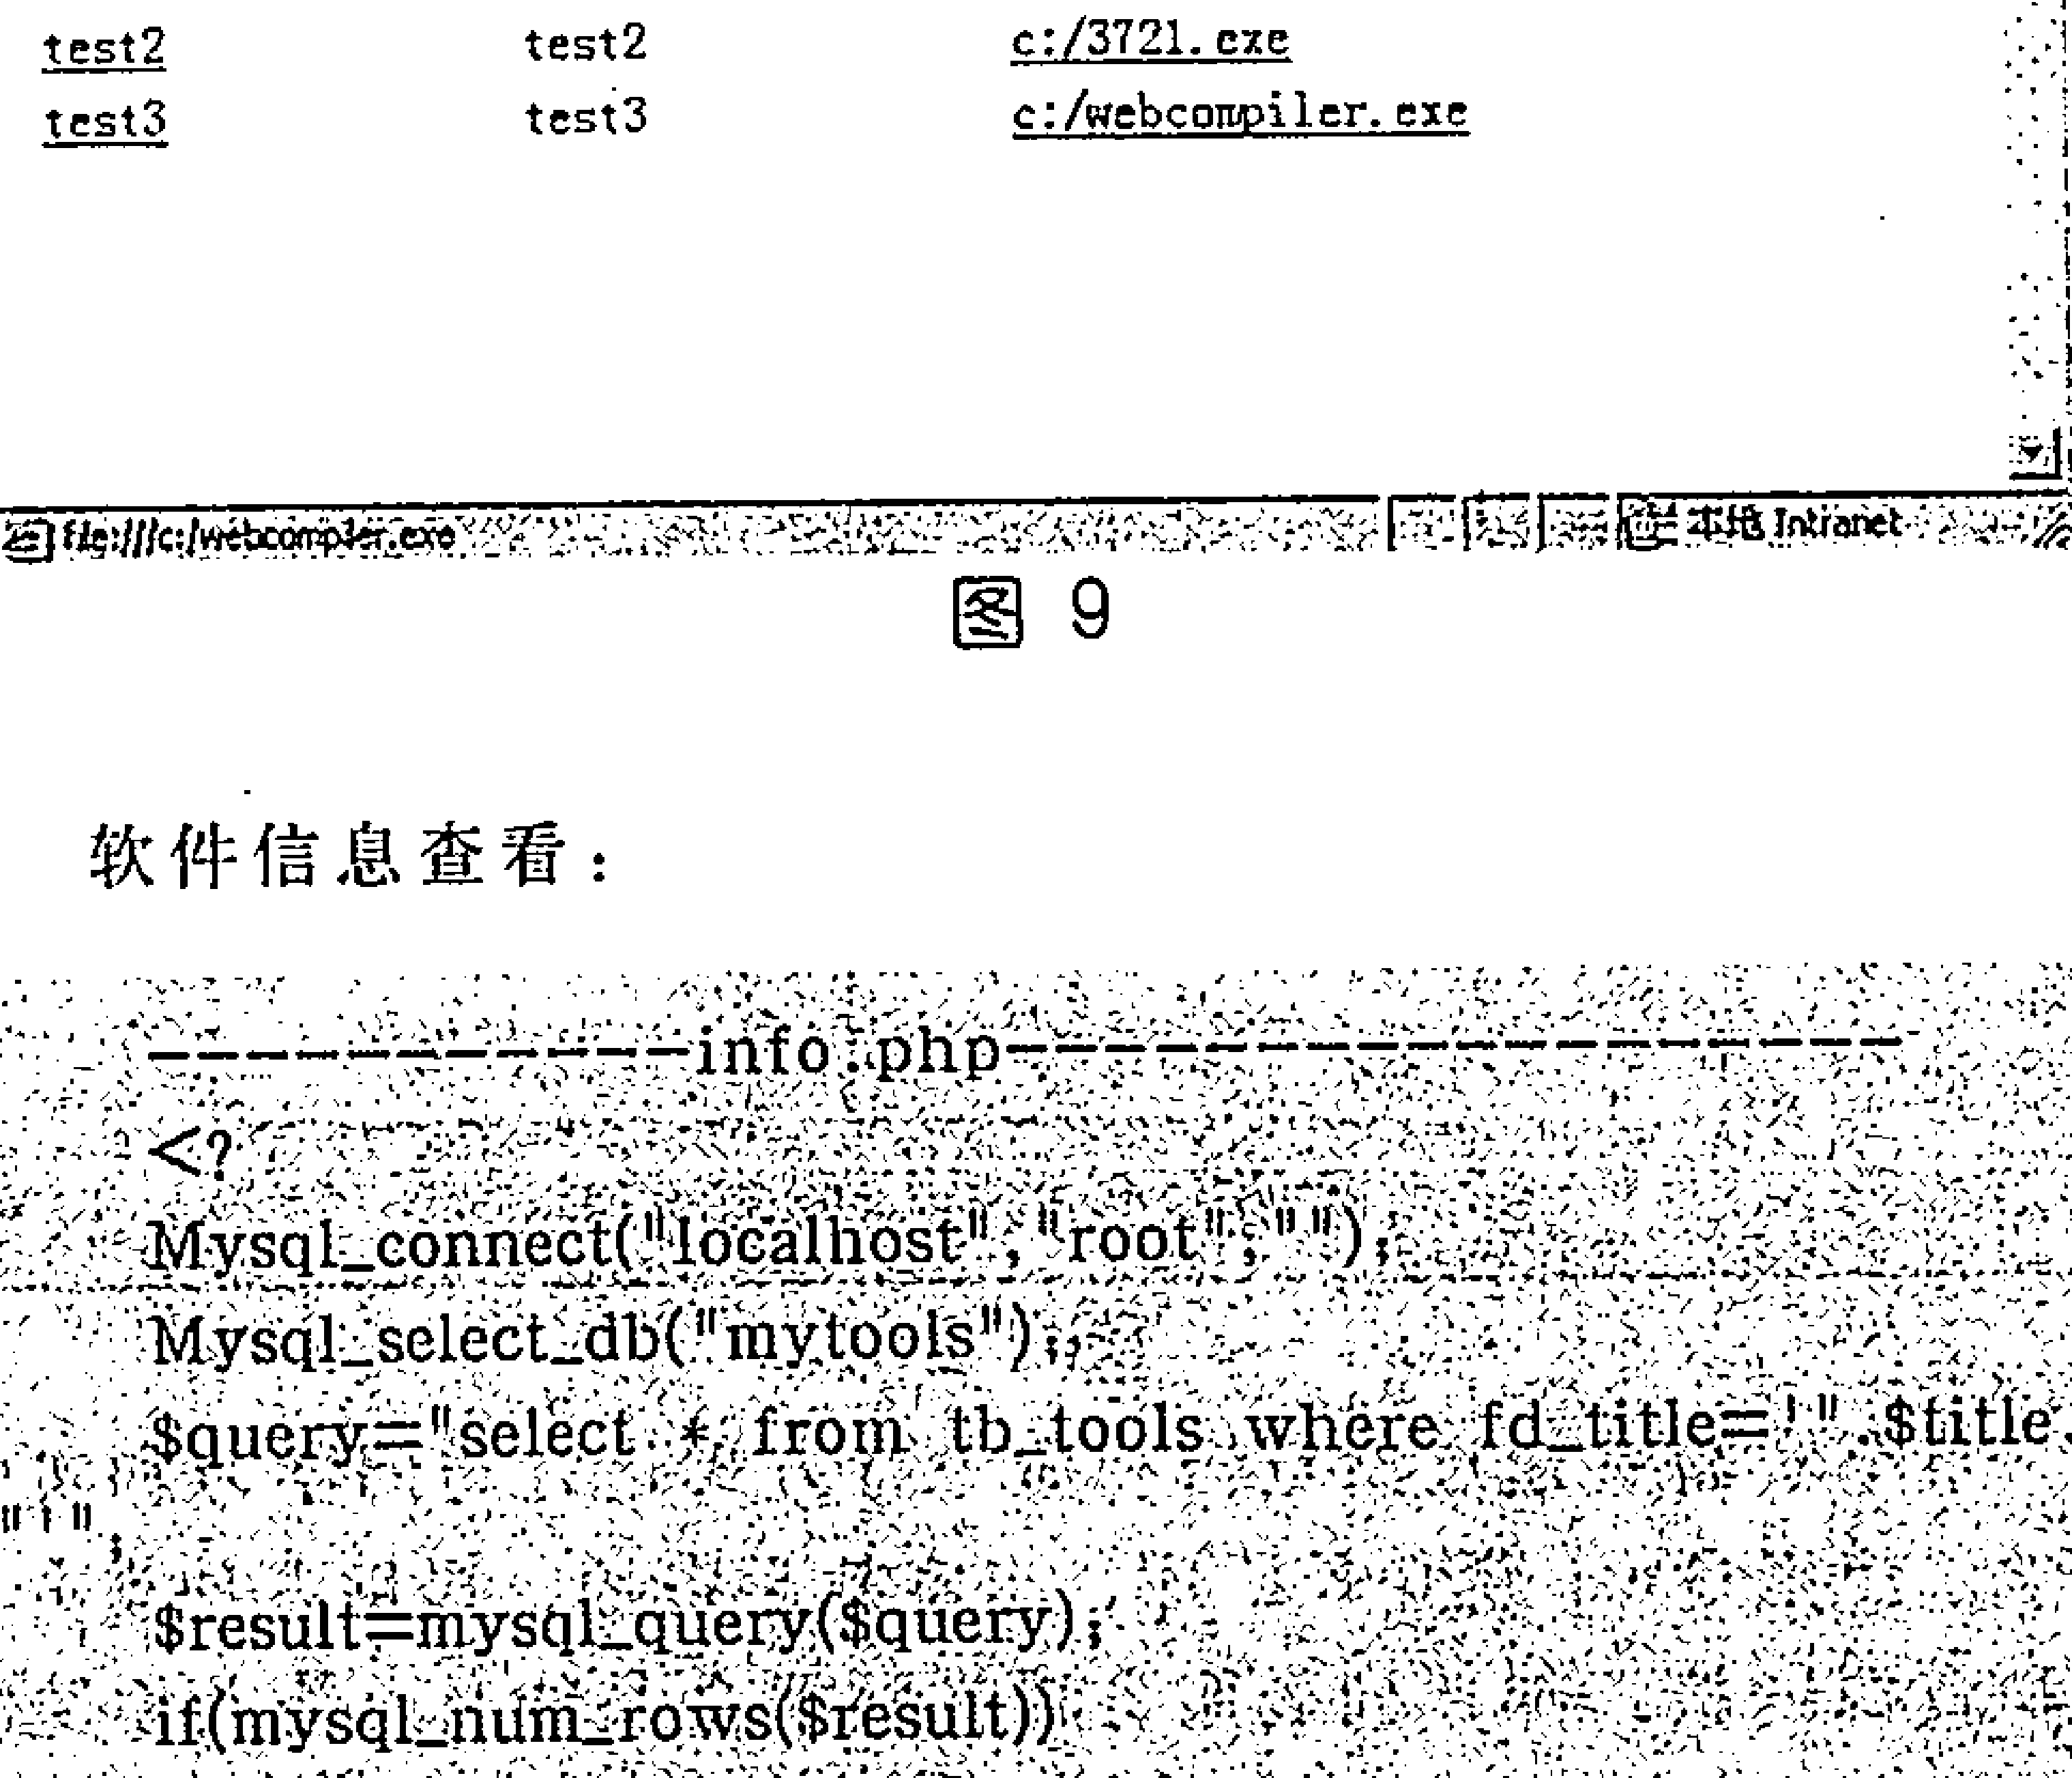 test2 test2 c:/3721.exe
test3 test3 c:/webcompiler.exe
file:///c:/webcompiler.exe Intranet
图 9
软件信息查看：
-----------info.php------------------
<?
Mysql_connect("localhost","root","");
Mysql_select_db("mytools");
$query="select * from tb_tools where fd_title='".$title.
"'";
$result=mysql_query($query);
if(mysql_num_rows($result))